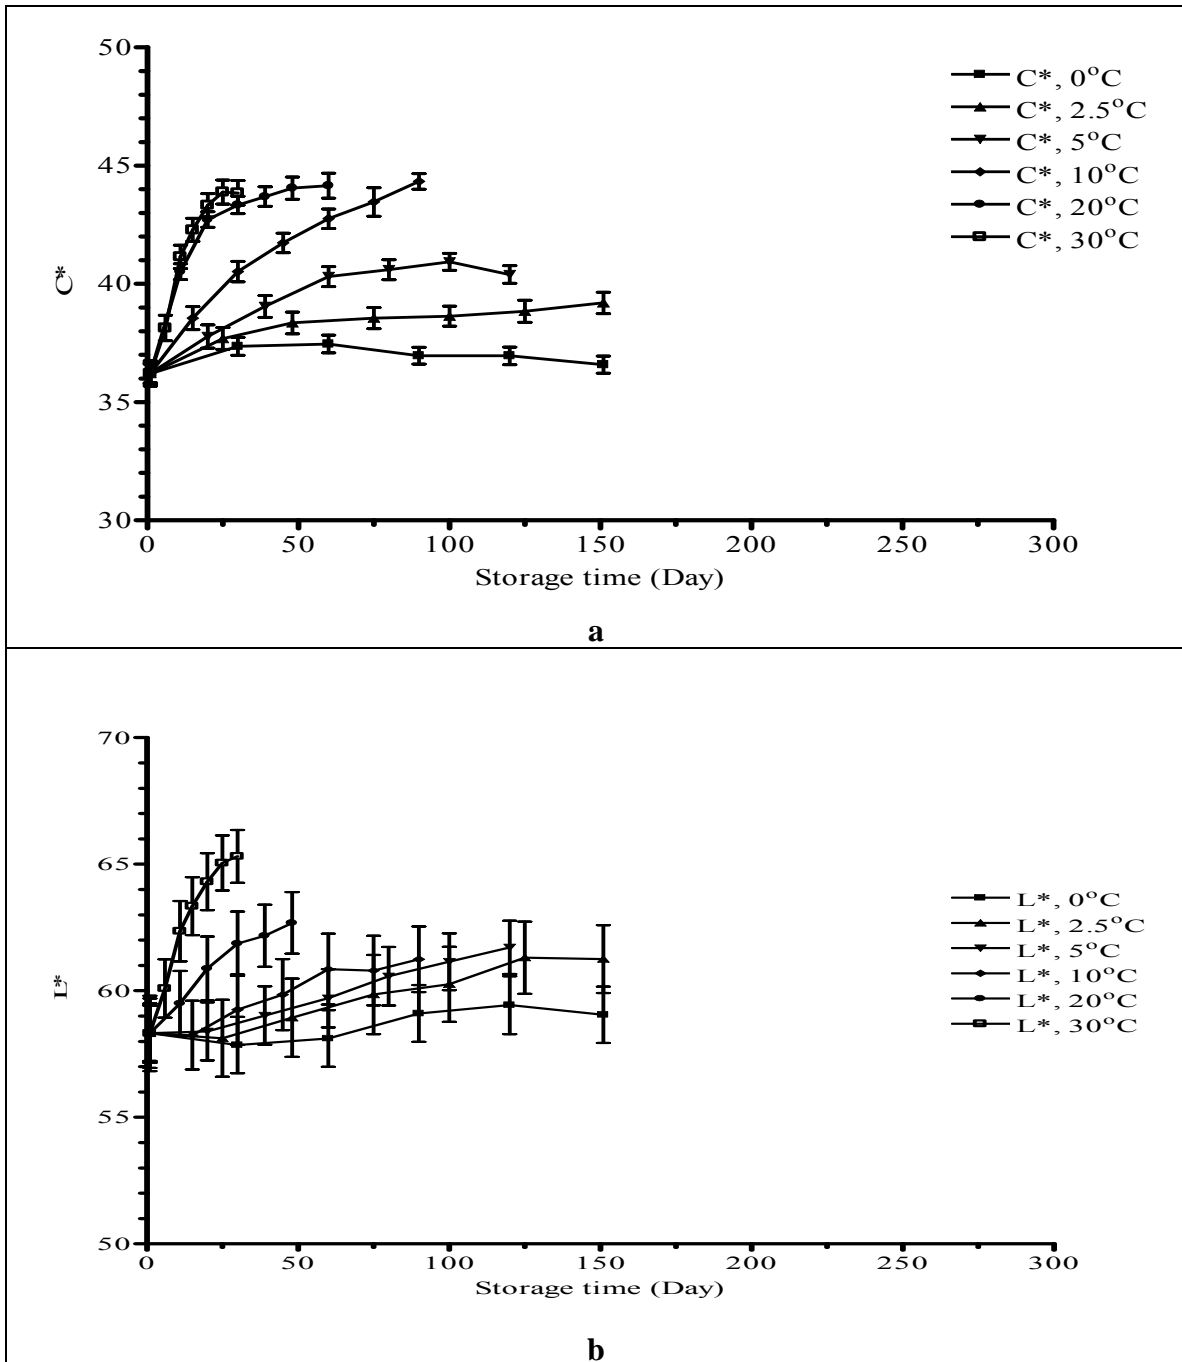 50
45
40
35
30
C*
0
50
100
150
200
250
300
Storage time (Day)
C*, 0°C
C*, 2.5°C
C*, 5°C
C*, 10°C
C*, 20°C
C*, 30°C
a
70
65
60
55
50
L*
0
50
100
150
200
250
300
Storage time (Day)
L*, 0°C
L*, 2.5°C
L*, 5°C
L*, 10°C
L*, 20°C
L*, 30°C
b